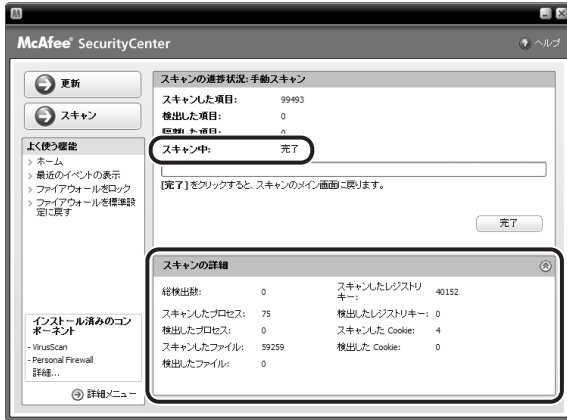 McAfee® SecurityCenter
ヘルプ
更新
スキャン
よく使う機能
ホーム
最近のイベントの表示
ファイアウォールをロック
ファイアウォールを標準設
定に戻す
インストール済みのコン
ポーネント
- VirusScan
- Personal Firewall
詳細...
詳細メニュー
スキャンの進捗状況: 手動スキャン
スキャンした項目: 99493
検出した項目: 0
隔離した項目: 0
スキャン中: 完了
[完了]をクリックすると、スキャンのメイン画面に戻ります。
完了
スキャンの詳細
総検出数: 0
スキャンしたプロセス: 75
検出したプロセス: 0
スキャンしたファイル: 59259
検出したファイル: 0
スキャンしたレジストリ
キー: 40152
検出したレジストリキー: 0
スキャンした Cookie: 4
検出した Cookie: 0